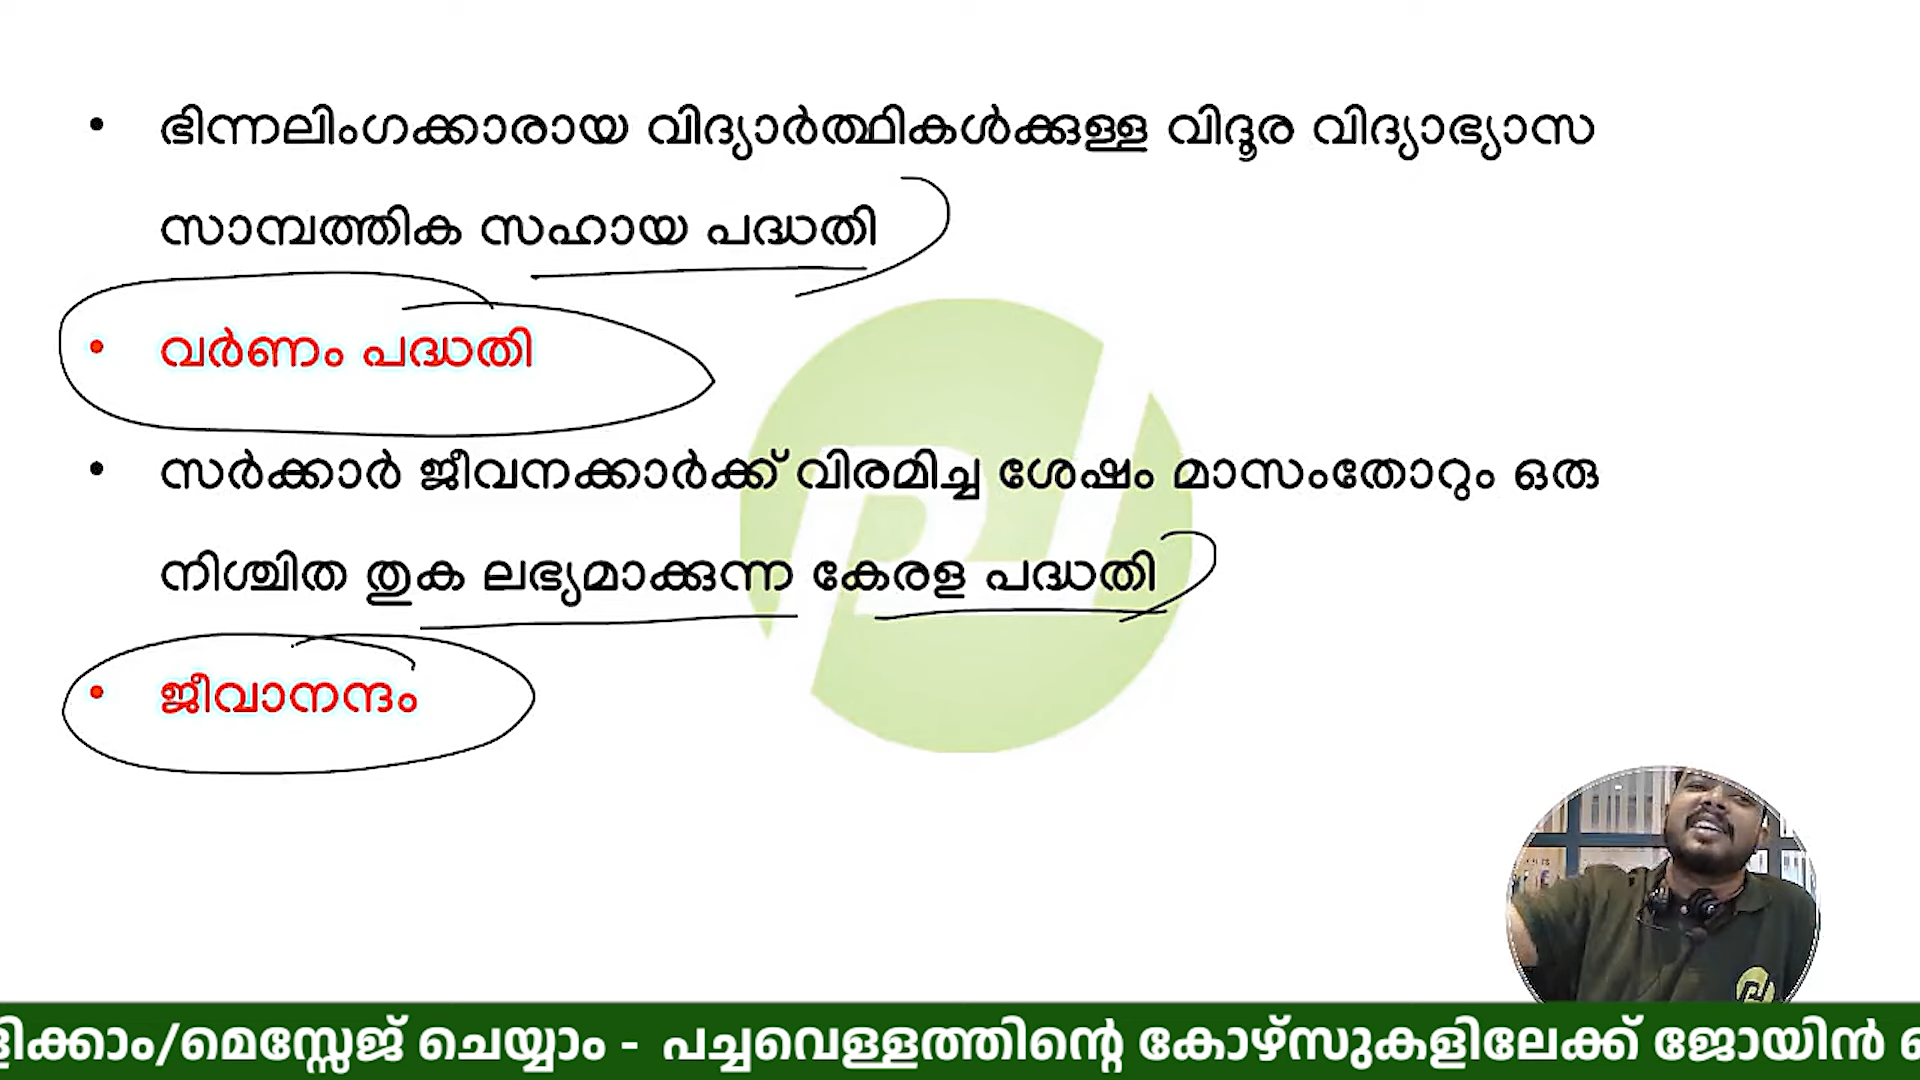 ഭിന്നലിംഗക്കാരായ വിദ്യാർത്ഥികൾക്കുള്ള വിദൂര വിദ്യാഭ്യാസ
സാമ്പത്തിക സഹായ പദ്ധതി
വർണം പദ്ധതി
സർക്കാർ ജീവനക്കാർക്ക് വിരമിച്ച ശേഷം മാസംതോറും ഒരു
നിശ്ചിത തുക ലഭ്യമാക്കുന്ന കേരള പദ്ധതി
ജീവാനന്ദം
ളിക്കാം/മെസ്സേജ് ചെയ്യാം - പച്ചവെള്ളത്തിന്റെ കോഴ്സുകളിലേക്ക് ജോയിൻ